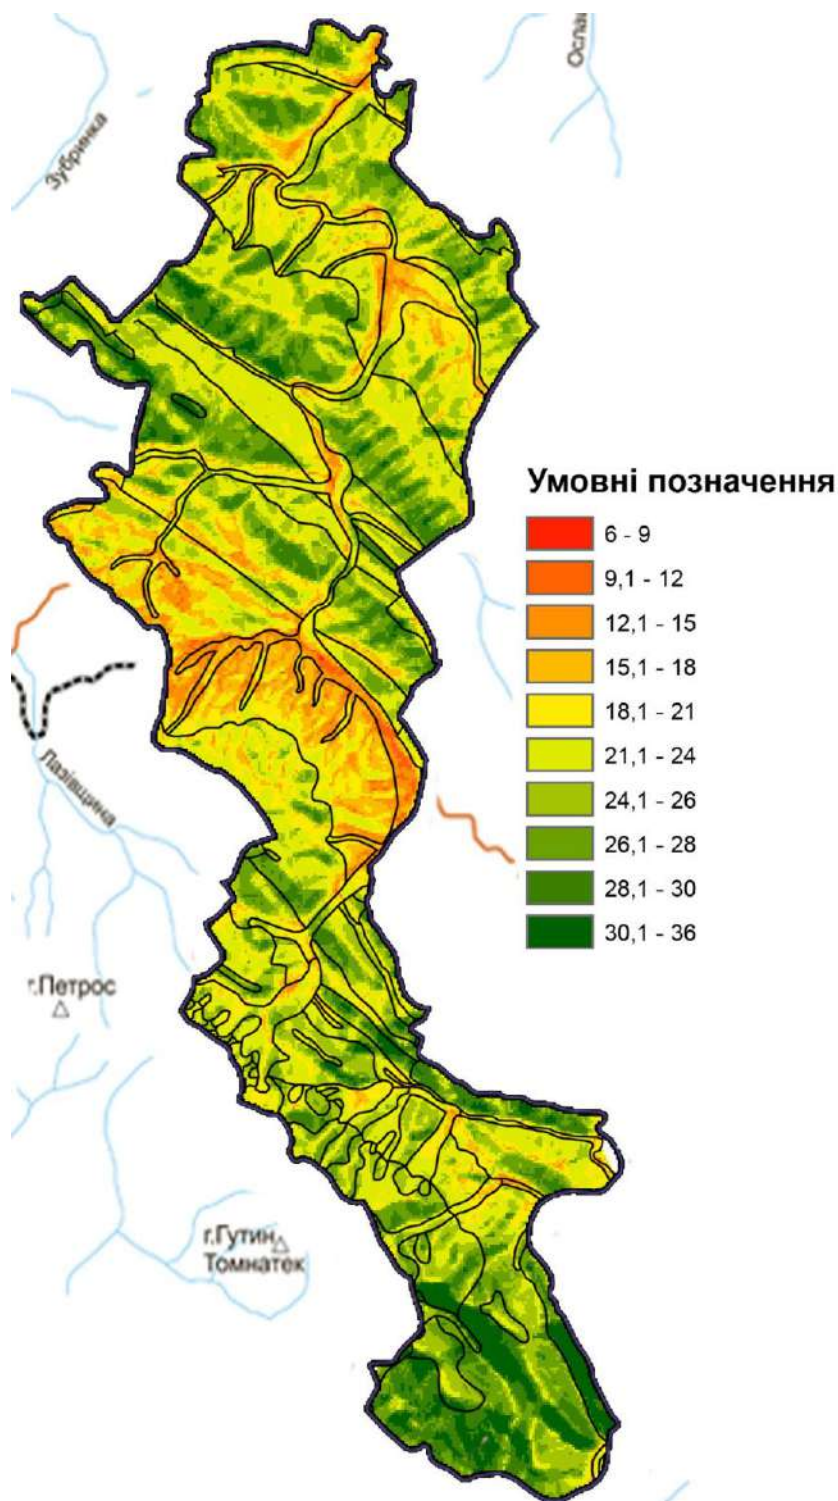 Зубринка
Умовні позначення
6 - 9
9,1 - 12
12,1 - 15
15,1 - 18
18,1 - 21
21,1 - 24
24,1 - 26
26,1 - 28
28,1 - 30
30,1 - 36
Лазівщина
г.Петрос
г.Гутин
Томнатек